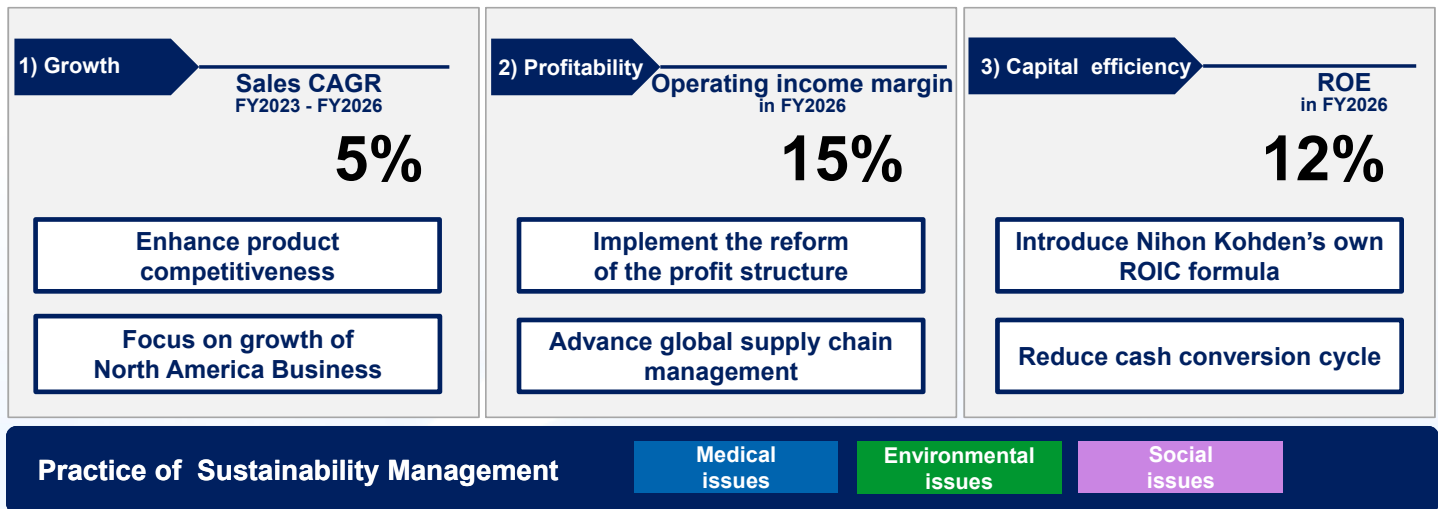 1) Growth
Sales CAGR
FY2023 - FY2026
5%
Enhance product
competitiveness
Focus on growth of
North America Business
2) Profitability
Operating income margin
in FY2026
15%
Implement the reform
of the profit structure
Advance global supply chain
management
3) Capital efficiency
ROE
in FY2026
12%
Introduce Nihon Kohden's own
ROIC formula
Reduce cash conversion cycle
Practice of Sustainability Management
Medical
issues
Environmental
issues
Social
issues